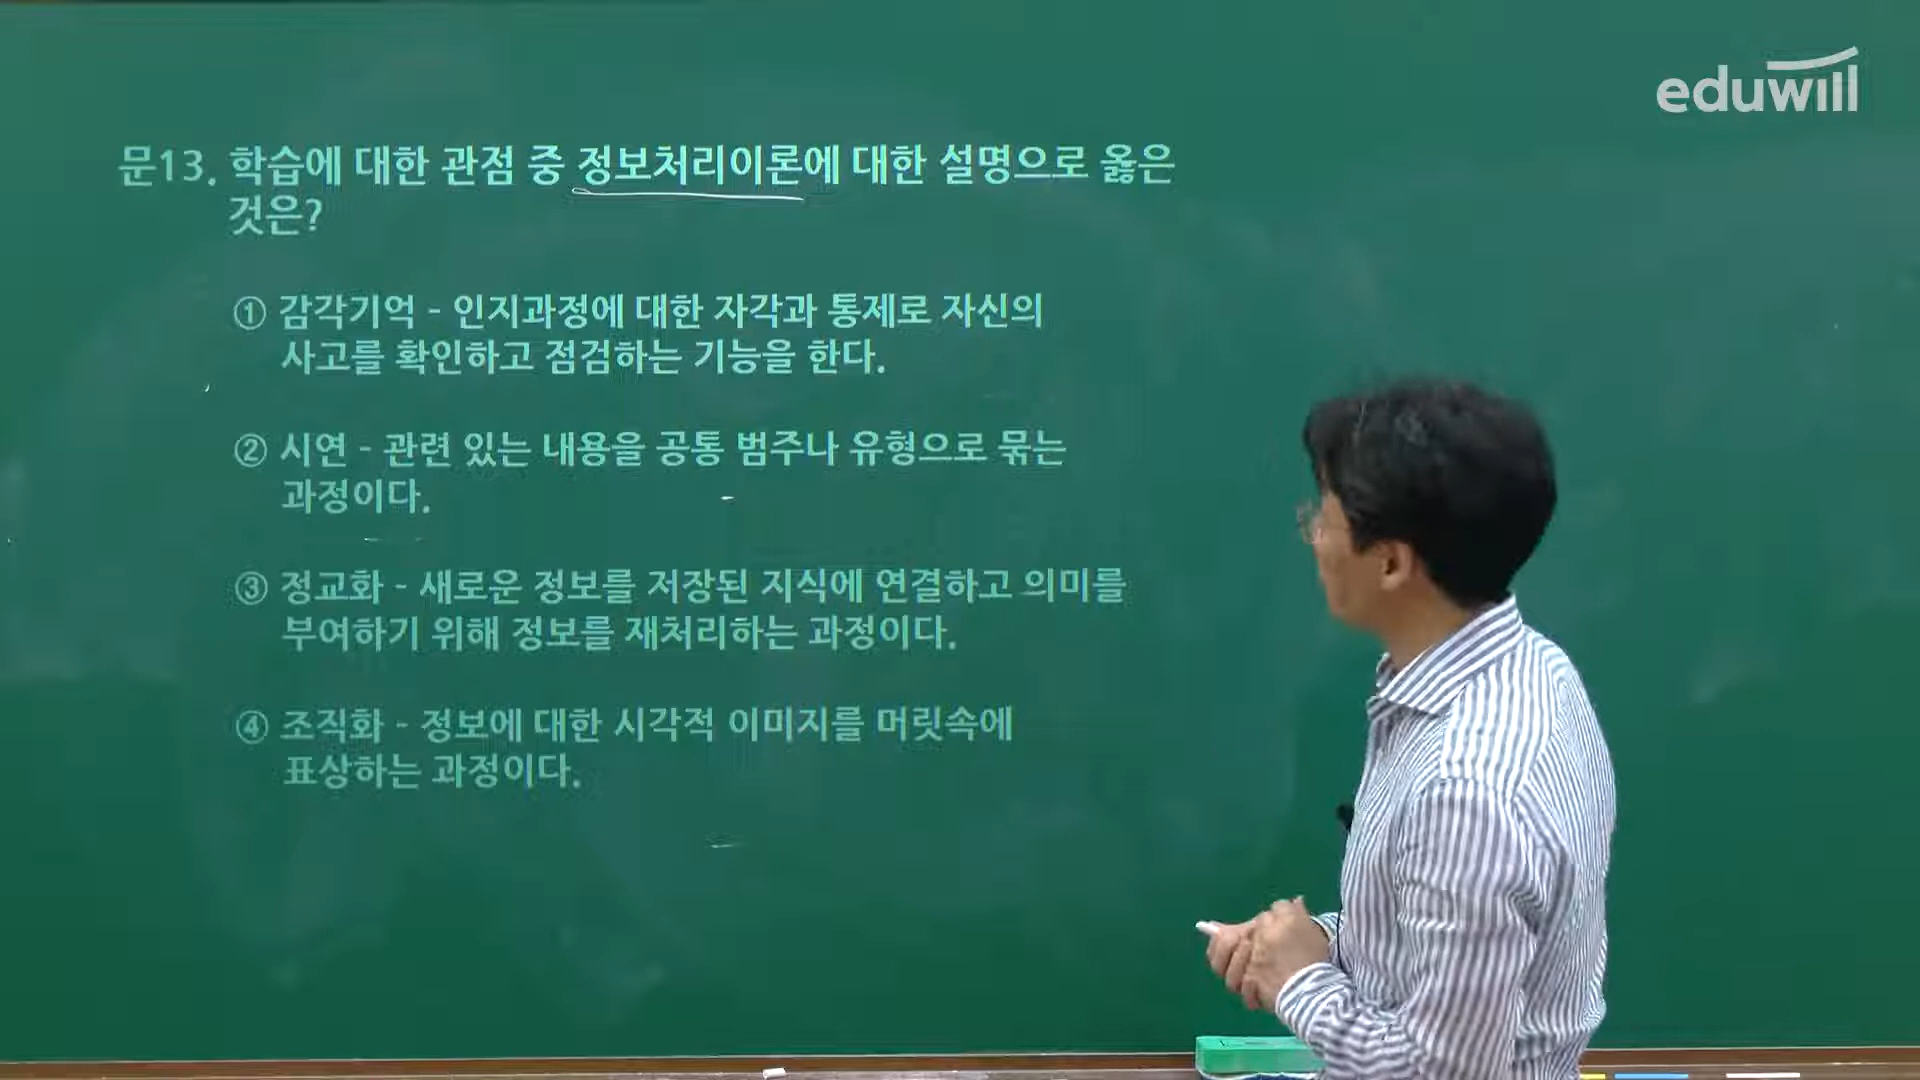 eduwill
문13. 학습에 대한 관점 중 정보처리이론에 대한 설명으로 옳은
것은?
① 감각기억 - 인지과정에 대한 자각과 통제로 자신의
사고를 확인하고 점검하는 기능을 한다.
② 시연 - 관련 있는 내용을 공통 범주나 유형으로 묶는
과정이다.
③ 정교화 - 새로운 정보를 저장된 지식에 연결하고 의미를
부여하기 위해 정보를 재처리하는 과정이다.
④ 조직화 - 정보에 대한 시각적 이미지를 머릿속에
표상하는 과정이다.